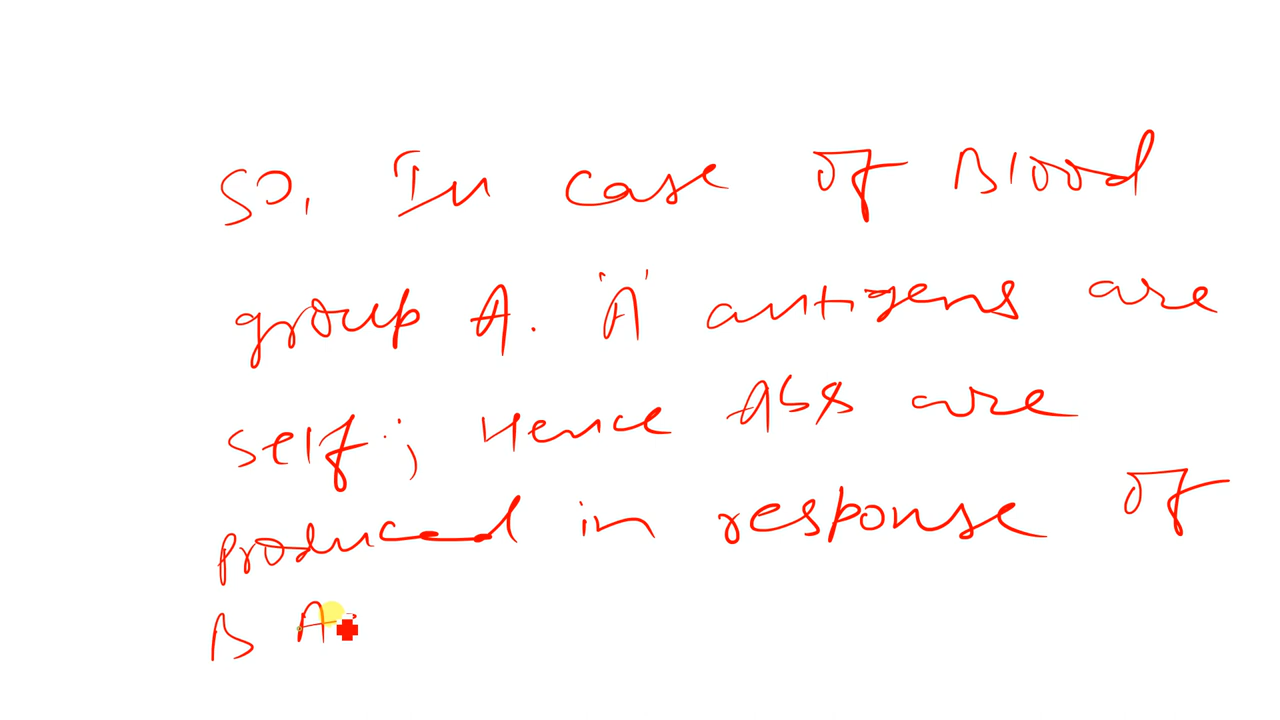 So, In case of Blood
group A. 'A' antigens are
self; Hence Abs are
produced in response of
B A